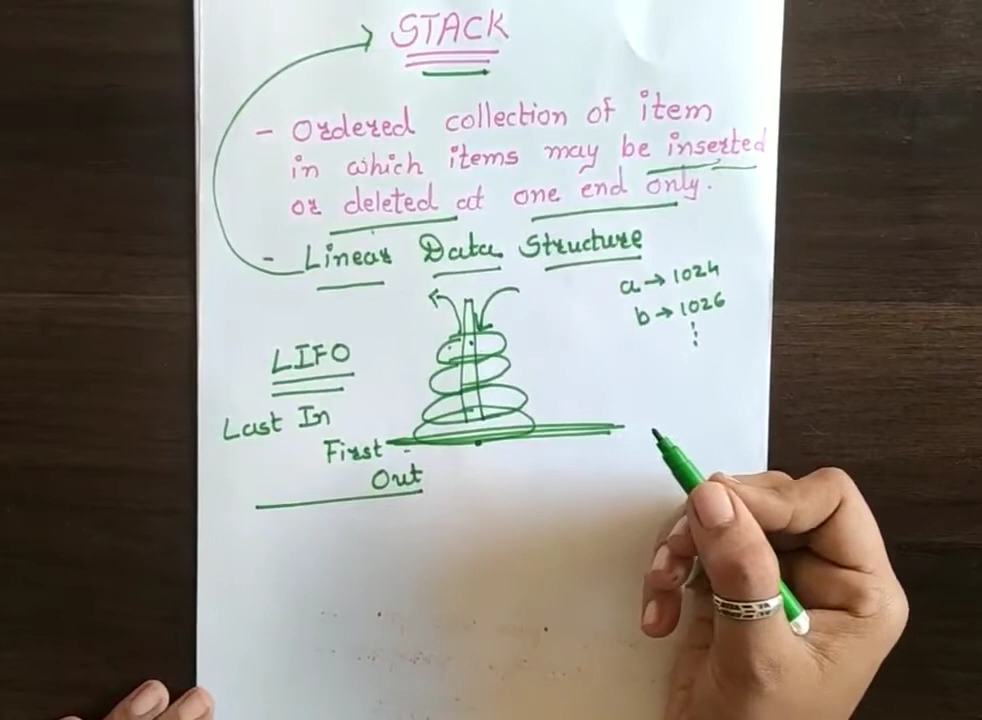 STACK
- Ordered collection of item
in which items may be inserted
or deleted at one end only.
- Linear Data Structure
a → 1024
b → 1026
LIFO
Last In
First
Out